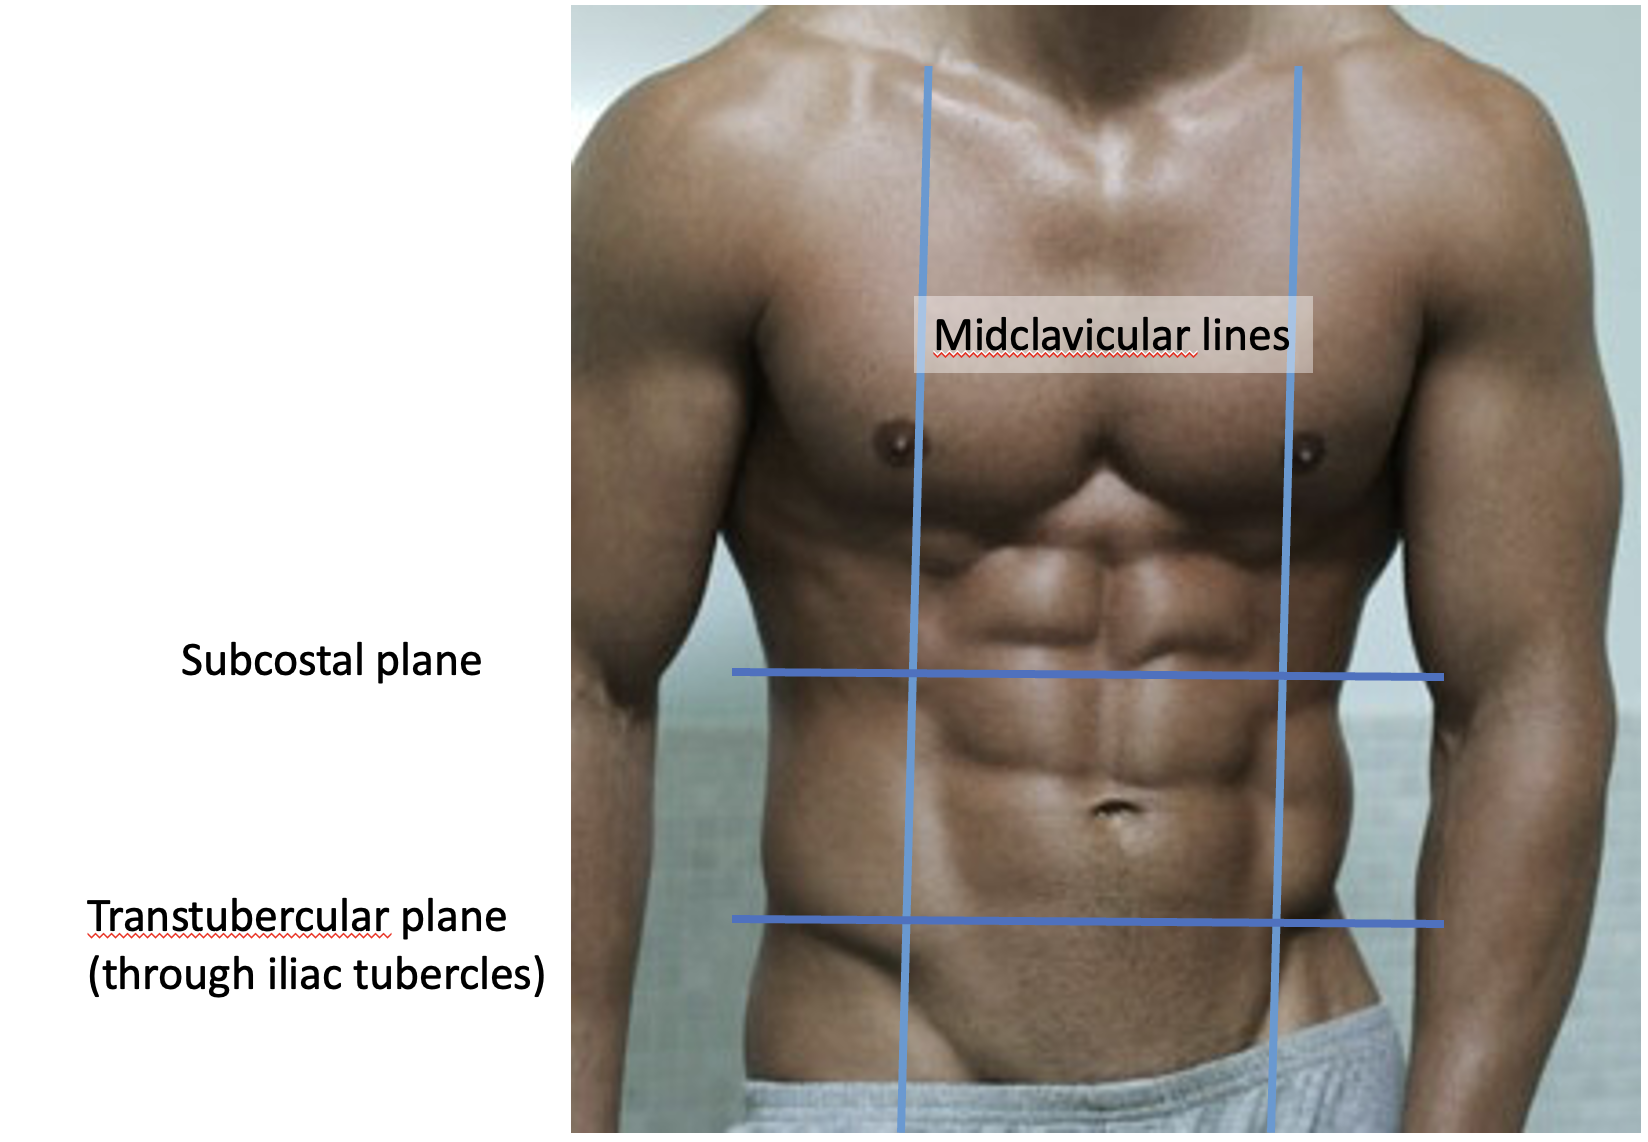 Midclavicular lines
Subcostal plane
Transtubercular plane
(through iliac tubercles)